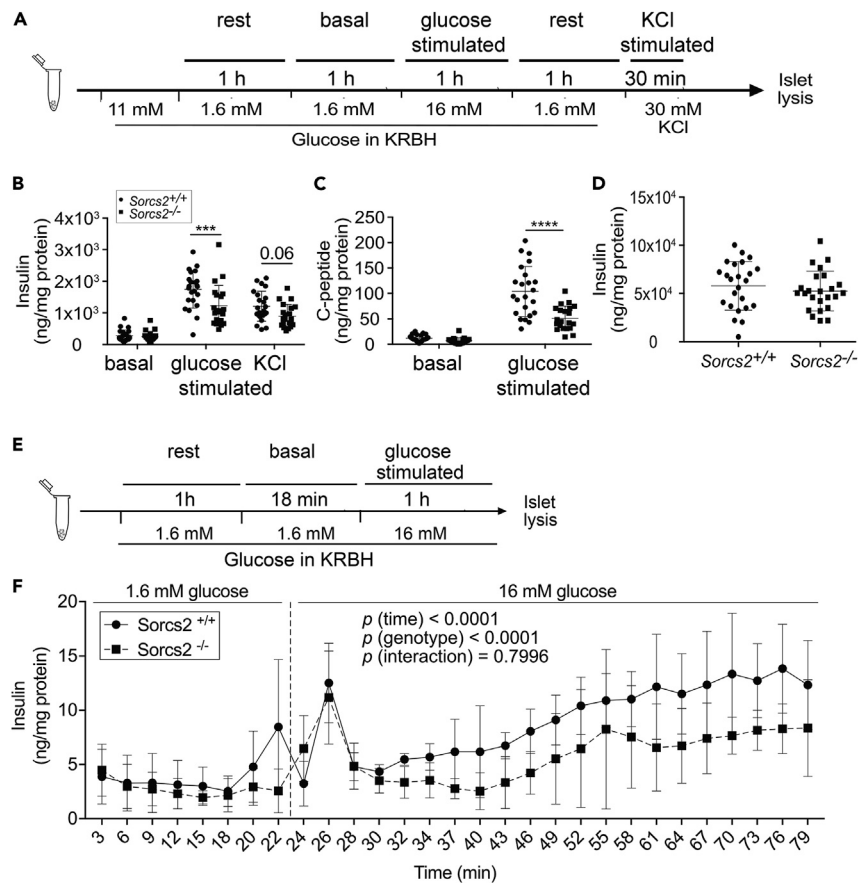 A
rest basal glucose stimulated rest KCl stimulated
1 h 1 h 1 h 1 h 30 min
Islet lysis
11 mM 1.6 mM 1.6 mM 16 mM 1.6 mM 30 mM KCl
Glucose in KRBH
B
Sorcs2+/+
Sorcs2-/-
Insulin (ng/mg protein)
4x10³
3x10³
2x10³
1x10³
0
***
0.06
basal glucose stimulated KCl
C
C-peptide (ng/mg protein)
250
200
150
100
50
0
****
basal glucose stimulated
D
Insulin (ng/mg protein)
15x10⁴
10x10⁴
5x10⁴
0
Sorcs2+/+ Sorcs2-/-
E
rest basal glucose stimulated
1h 18 min 1 h
Islet lysis
1.6 mM 1.6 mM 16 mM
Glucose in KRBH
F
1.6 mM glucose 16 mM glucose
Sorcs2 +/+
Sorcs2 -/-
p (time) < 0.0001
p (genotype) < 0.0001
p (interaction) = 0.7996
Insulin (ng/mg protein)
20
15
10
5
0
3 6 9 12 15 18 20 22 24 26 28 30 32 34 37 40 43 46 49 52 55 58 61 64 67 70 73 76 79
Time (min)